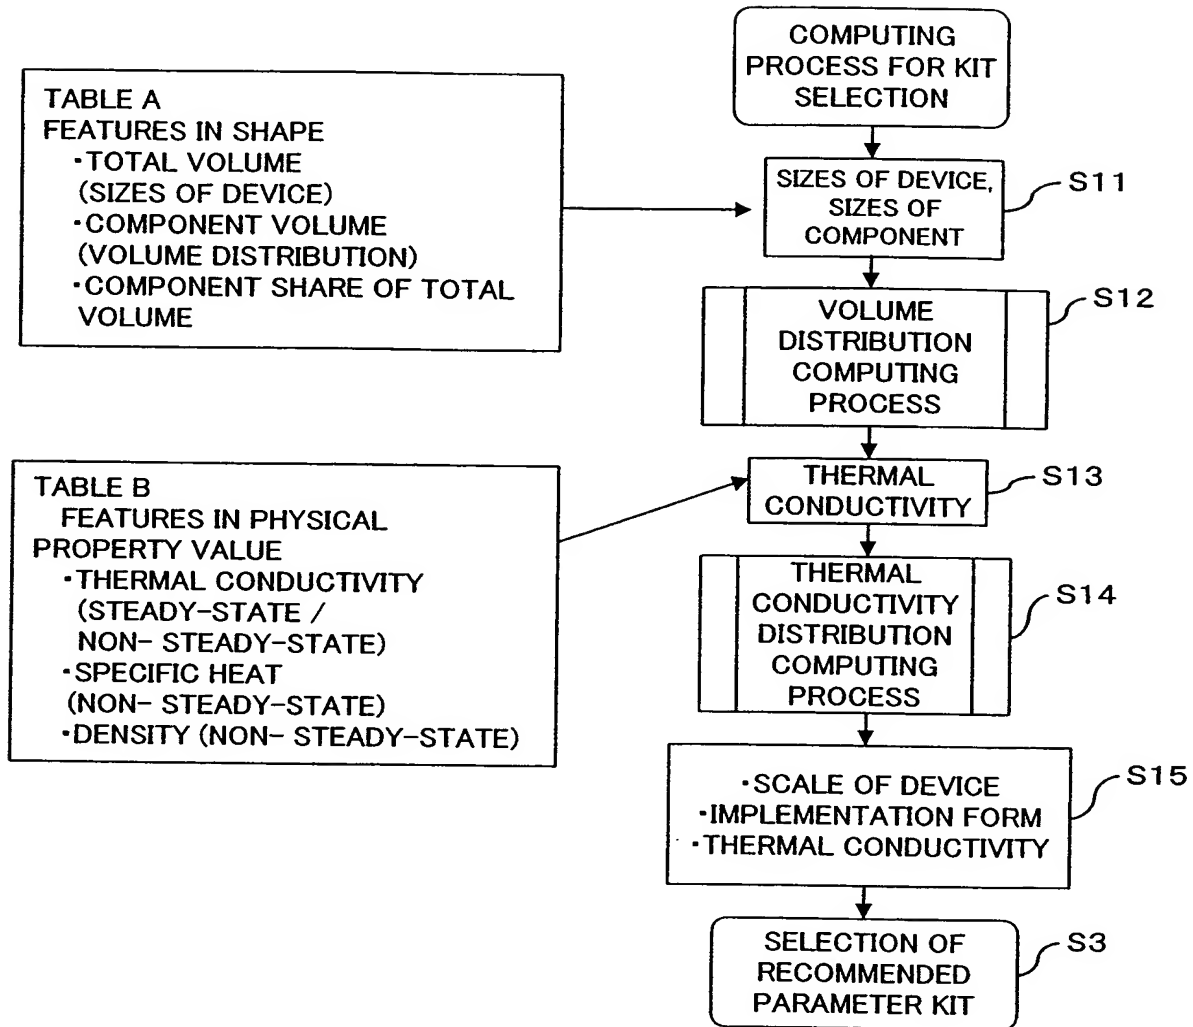 COMPUTING
PROCESS FOR KIT
SELECTION
TABLE A
FEATURES IN SHAPE
・TOTAL VOLUME
(SIZES OF DEVICE)
・COMPONENT VOLUME
(VOLUME DISTRIBUTION)
・COMPONENT SHARE OF TOTAL
VOLUME
SIZES OF DEVICE,
SIZES OF
COMPONENT
S11
VOLUME
DISTRIBUTION
COMPUTING
PROCESS
S12
TABLE B
FEATURES IN PHYSICAL
PROPERTY VALUE
・THERMAL CONDUCTIVITY
(STEADY-STATE /
NON- STEADY-STATE)
・SPECIFIC HEAT
(NON- STEADY-STATE)
・DENSITY (NON- STEADY-STATE)
THERMAL
CONDUCTIVITY
S13
THERMAL
CONDUCTIVITY
DISTRIBUTION
COMPUTING
PROCESS
S14
・SCALE OF DEVICE
・IMPLEMENTATION FORM
・THERMAL CONDUCTIVITY
S15
SELECTION OF
RECOMMENDED
PARAMETER KIT
S3